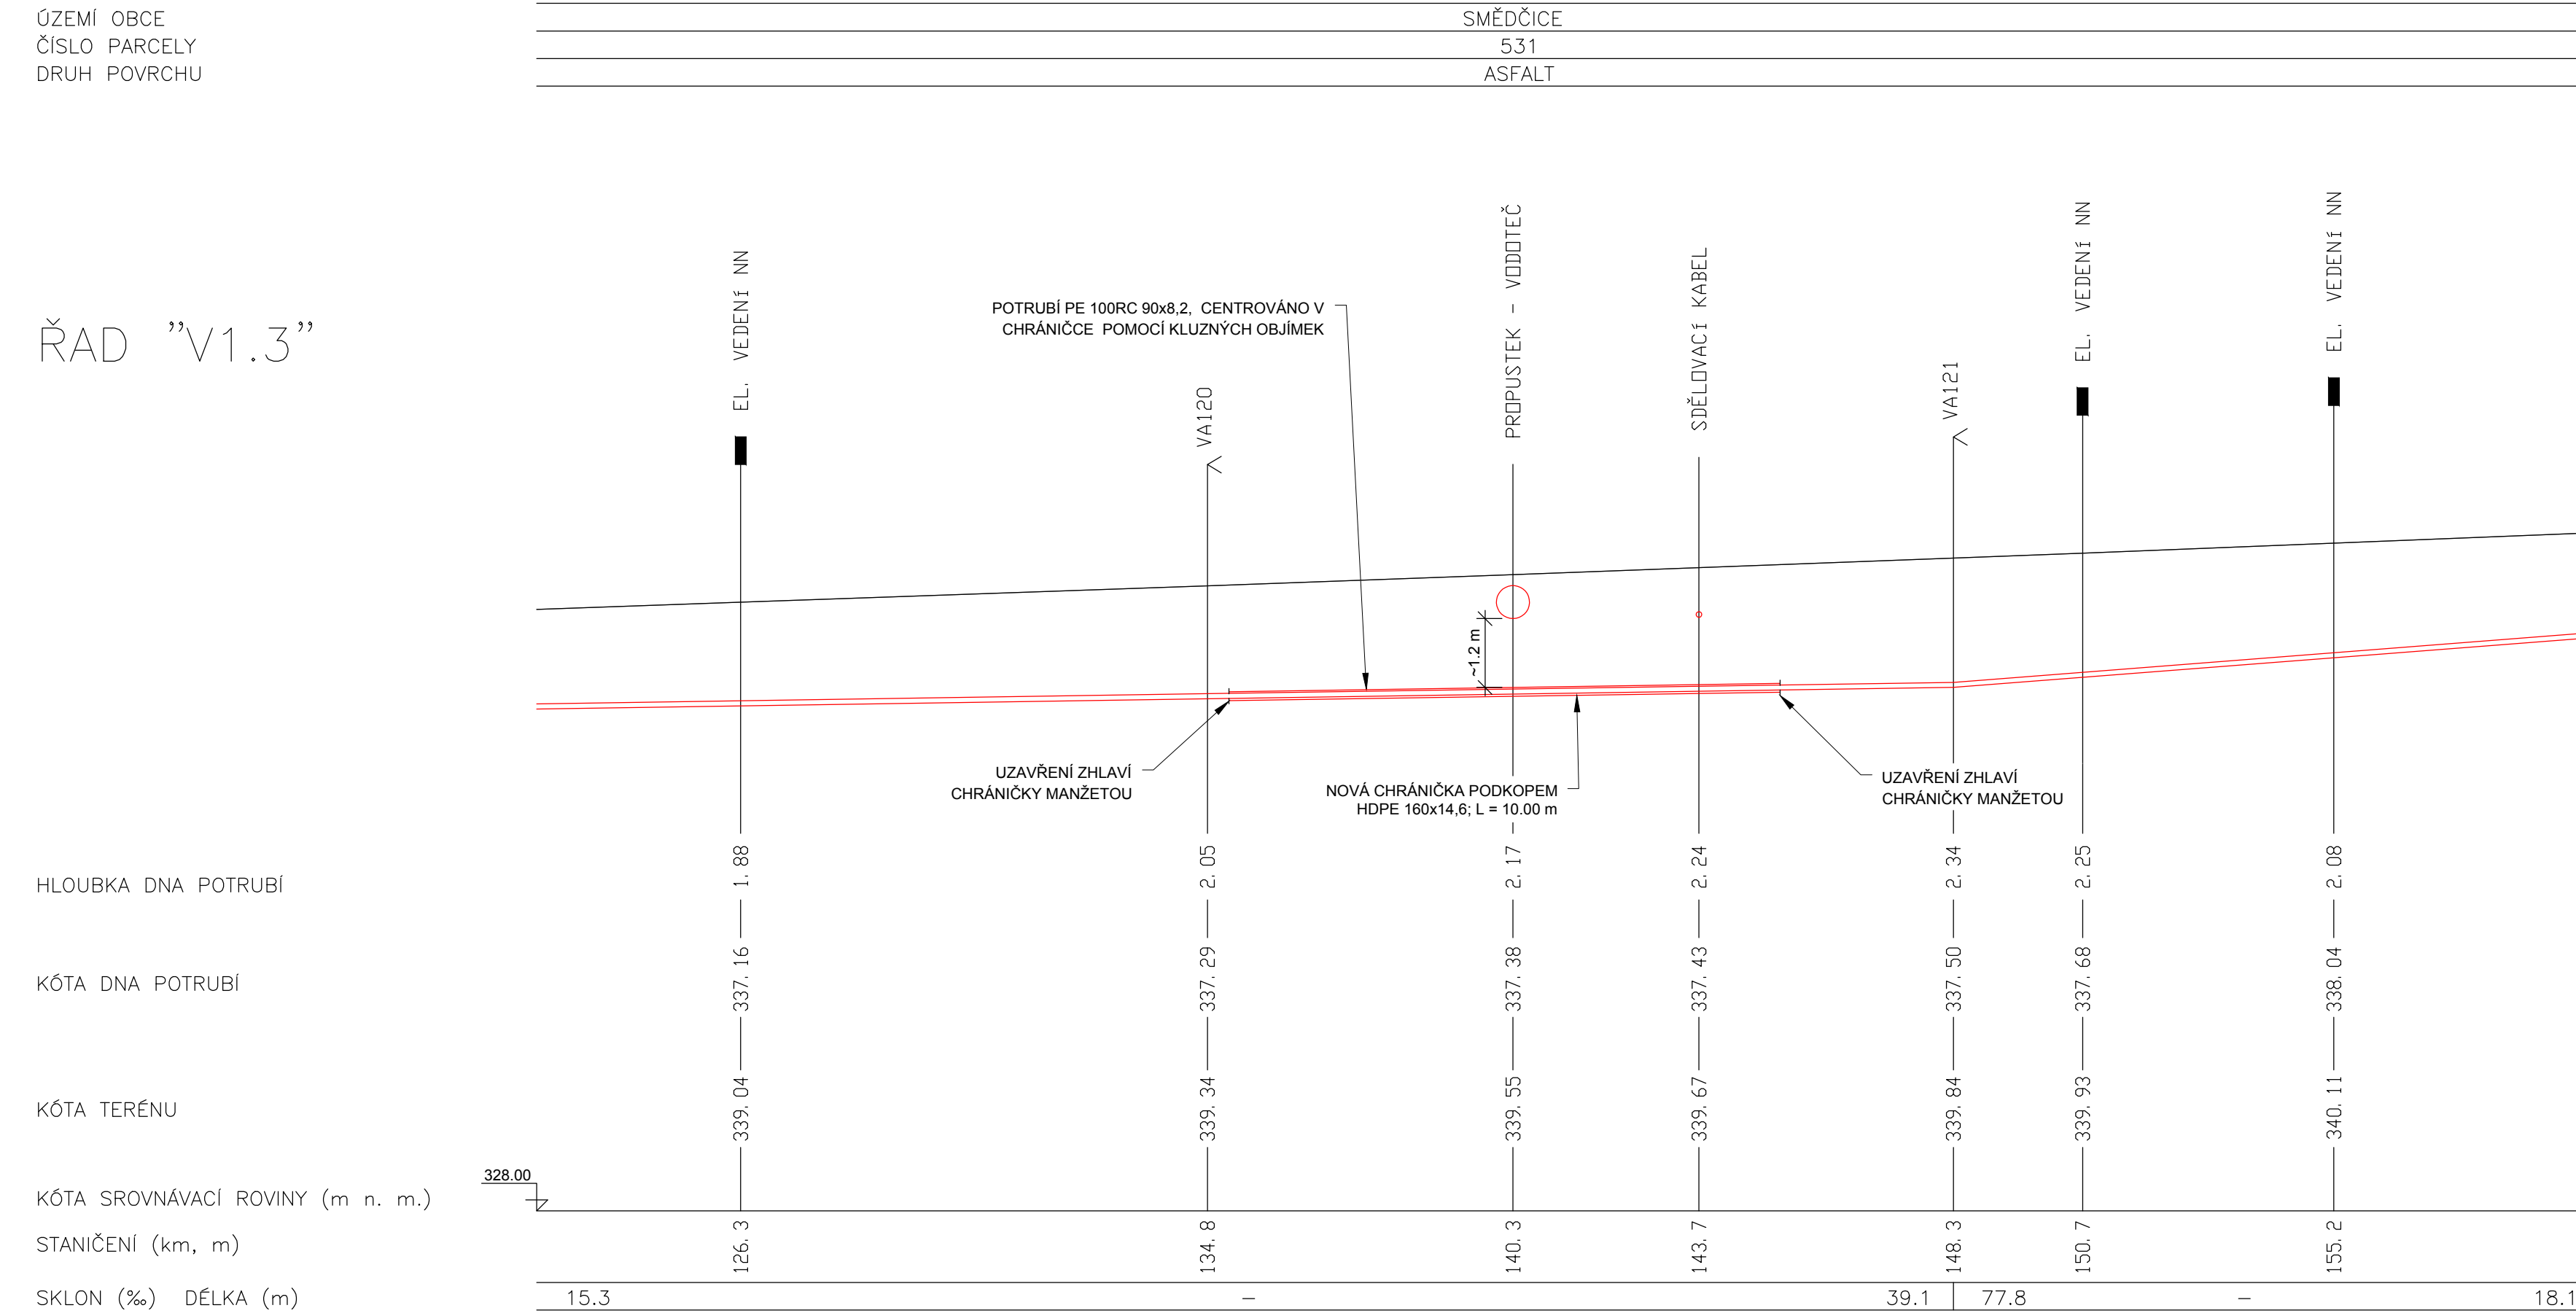 ÚZEMÍ OBCE
SMĚDČICE
ČÍSLO PARCELY
531
DRUH POVRCHU
ASFALT
ŘAD "V1.3"
EL. VEDENÍ NN
VA120
POTRUBÍ PE 100RC 90x8,2, CENTROVÁNO V
CHRÁNIČCE POMOCÍ KLUZNÝCH OBJÍMEK
PROPUSTEK - VODOTEČ
SDĚLOVACÍ KABEL
VA121
EL. VEDENÍ NN
EL. VEDENÍ NN
~1.2 m
UZAVŘENÍ ZHLAVÍ
CHRÁNIČKY MANŽETOU
NOVÁ CHRÁNIČKA PODKOPEM
HDPE 160x14,6; L = 10.00 m
UZAVŘENÍ ZHLAVÍ
CHRÁNIČKY MANŽETOU
HLOUBKA DNA POTRUBÍ
1.88
2.05
2.17
2.24
2.34
2.25
2.08
KÓTA DNA POTRUBÍ
337.16
337.29
337.38
337.43
337.50
337.68
338.04
KÓTA TERÉNU
339.04
339.34
339.55
339.67
339.84
339.93
340.11
KÓTA SROVNÁVACÍ ROVINY (m n. m.)
328.00
STANIČENÍ (km, m)
126.3
134.8
140.3
143.7
148.3
150.7
155.2
SKLON (‰) DÉLKA (m)
15.3 – 39.1
77.8 – 18.1